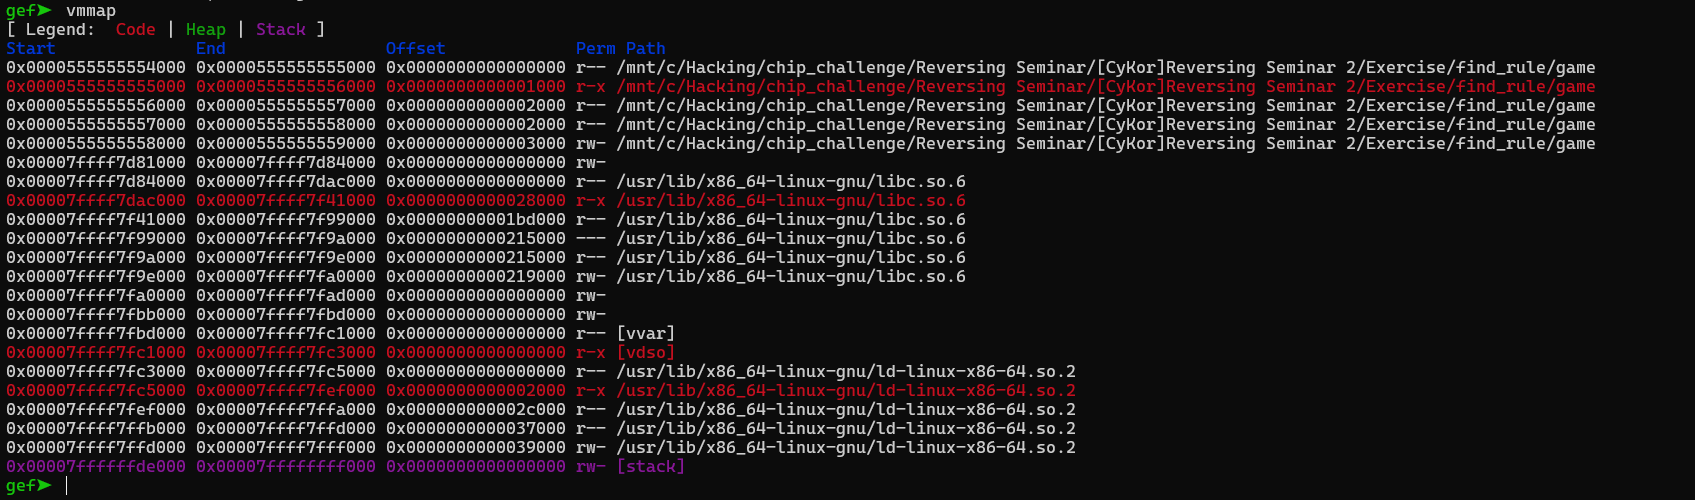 gef➤ vmmap
[ Legend:  Code | Heap | Stack ]
Start              End                Offset             Perm Path
0x0000555555554000 0x0000555555555000 0x0000000000000000 r-- /mnt/c/Hacking/chip_challenge/Reversing Seminar/[CyKor]Reversing Seminar 2/Exercise/find_rule/game
0x0000555555555000 0x0000555555556000 0x0000000000001000 r-x /mnt/c/Hacking/chip_challenge/Reversing Seminar/[CyKor]Reversing Seminar 2/Exercise/find_rule/game
0x0000555555556000 0x0000555555557000 0x0000000000002000 r-- /mnt/c/Hacking/chip_challenge/Reversing Seminar/[CyKor]Reversing Seminar 2/Exercise/find_rule/game
0x0000555555557000 0x0000555555558000 0x0000000000002000 r-- /mnt/c/Hacking/chip_challenge/Reversing Seminar/[CyKor]Reversing Seminar 2/Exercise/find_rule/game
0x0000555555558000 0x0000555555559000 0x0000000000003000 rw- /mnt/c/Hacking/chip_challenge/Reversing Seminar/[CyKor]Reversing Seminar 2/Exercise/find_rule/game
0x00007ffff7d81000 0x00007ffff7d84000 0x0000000000000000 rw-
0x00007ffff7d84000 0x00007ffff7dac000 0x0000000000000000 r-- /usr/lib/x86_64-linux-gnu/libc.so.6
0x00007ffff7dac000 0x00007ffff7f41000 0x0000000000028000 r-x /usr/lib/x86_64-linux-gnu/libc.so.6
0x00007ffff7f41000 0x00007ffff7f99000 0x00000000001bd000 r-- /usr/lib/x86_64-linux-gnu/libc.so.6
0x00007ffff7f99000 0x00007ffff7f9a000 0x0000000000215000 --- /usr/lib/x86_64-linux-gnu/libc.so.6
0x00007ffff7f9a000 0x00007ffff7f9e000 0x0000000000215000 r-- /usr/lib/x86_64-linux-gnu/libc.so.6
0x00007ffff7f9e000 0x00007ffff7fa0000 0x0000000000219000 rw- /usr/lib/x86_64-linux-gnu/libc.so.6
0x00007ffff7fa0000 0x00007ffff7fad000 0x0000000000000000 rw-
0x00007ffff7fbb000 0x00007ffff7fbd000 0x0000000000000000 rw-
0x00007ffff7fbd000 0x00007ffff7fc1000 0x0000000000000000 r-- [vvar]
0x00007ffff7fc1000 0x00007ffff7fc3000 0x0000000000000000 r-x [vdso]
0x00007ffff7fc3000 0x00007ffff7fc5000 0x0000000000000000 r-- /usr/lib/x86_64-linux-gnu/ld-linux-x86-64.so.2
0x00007ffff7fc5000 0x00007ffff7fef000 0x0000000000002000 r-x /usr/lib/x86_64-linux-gnu/ld-linux-x86-64.so.2
0x00007ffff7fef000 0x00007ffff7ffa000 0x000000000002c000 r-- /usr/lib/x86_64-linux-gnu/ld-linux-x86-64.so.2
0x00007ffff7ffb000 0x00007ffff7ffd000 0x0000000000037000 r-- /usr/lib/x86_64-linux-gnu/ld-linux-x86-64.so.2
0x00007ffff7ffd000 0x00007ffff7fff000 0x0000000000039000 rw- /usr/lib/x86_64-linux-gnu/ld-linux-x86-64.so.2
0x00007ffffffde000 0x00007ffffffff000 0x0000000000000000 rw- [stack]
gef➤